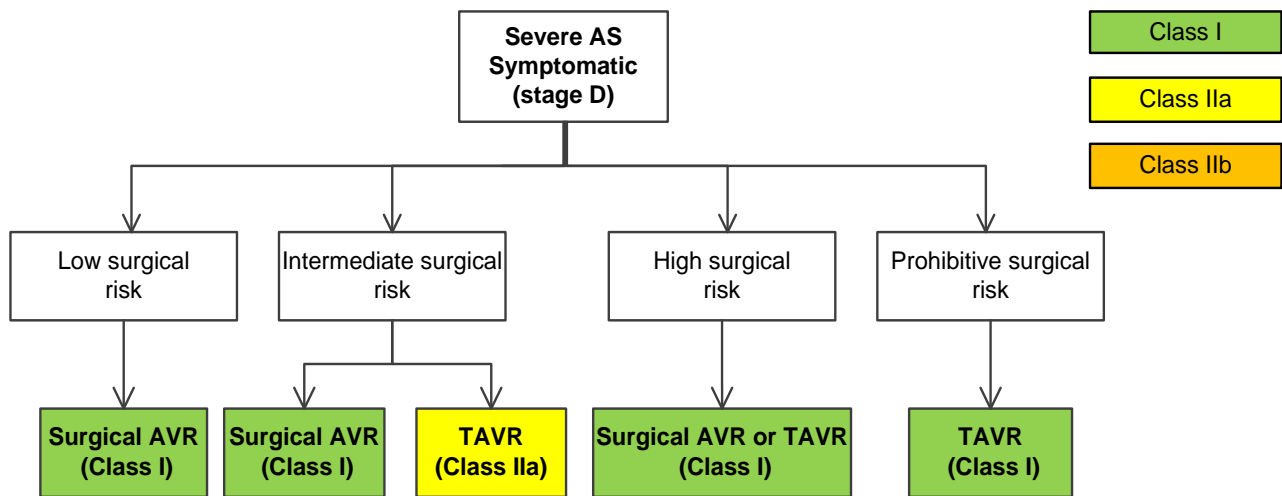 Severe AS
Symptomatic
(stage D)
Class I
Class IIa
Class IIb
Low surgical
risk
Intermediate surgical
risk
High surgical
risk
Prohibitive surgical
risk
Surgical AVR
(Class I)
Surgical AVR
(Class I)
TAVR
(Class IIa)
Surgical AVR or TAVR
(Class I)
TAVR
(Class I)